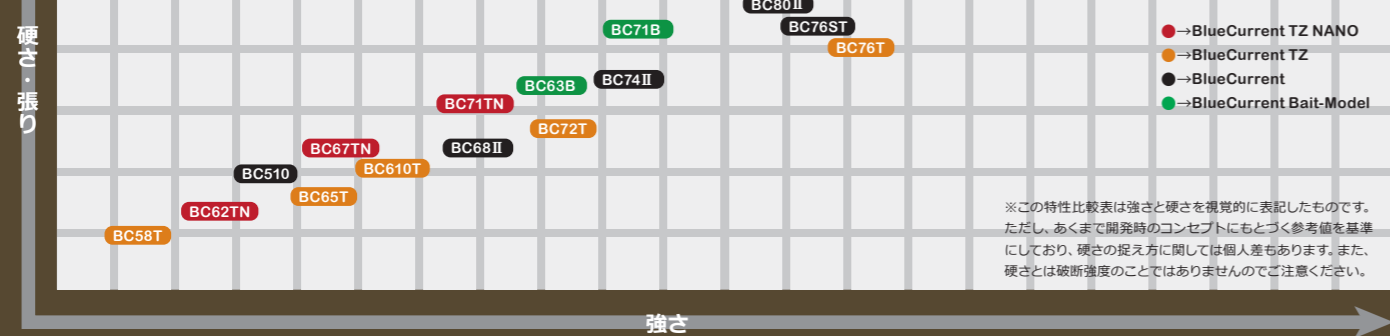 硬さ・張り
BC80Ⅱ
BC71B
BC76ST
BC76T
BC63B
BC74Ⅱ
BC71TN
BC72T
BC67TN
BC68Ⅱ
BC510
BC610T
BC65T
BC62TN
BC58T
→BlueCurrent TZ NANO
→BlueCurrent TZ
→BlueCurrent
→BlueCurrent Bait-Model
※この特性比較表は強さと硬さを視覚的に表記したものです。
ただし、あくまで開発時のコンセプトにもとづく参考値を基準
にしており、硬さの捉え方に関しては個人差もあります。また、
硬さとは破断強度のことではありませんのでご注意ください。
強さ